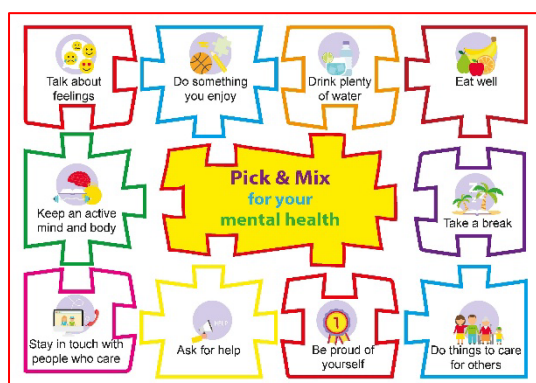 Talk about
feelings
Do something
you enjoy
Drink plenty
of water
Eat well
Keep an active
mind and body
Pick & Mix
for your
mental health
Take a break
Stay in touch with
people who care
Ask for help
1
Be proud of
yourself
Do things to care
for others